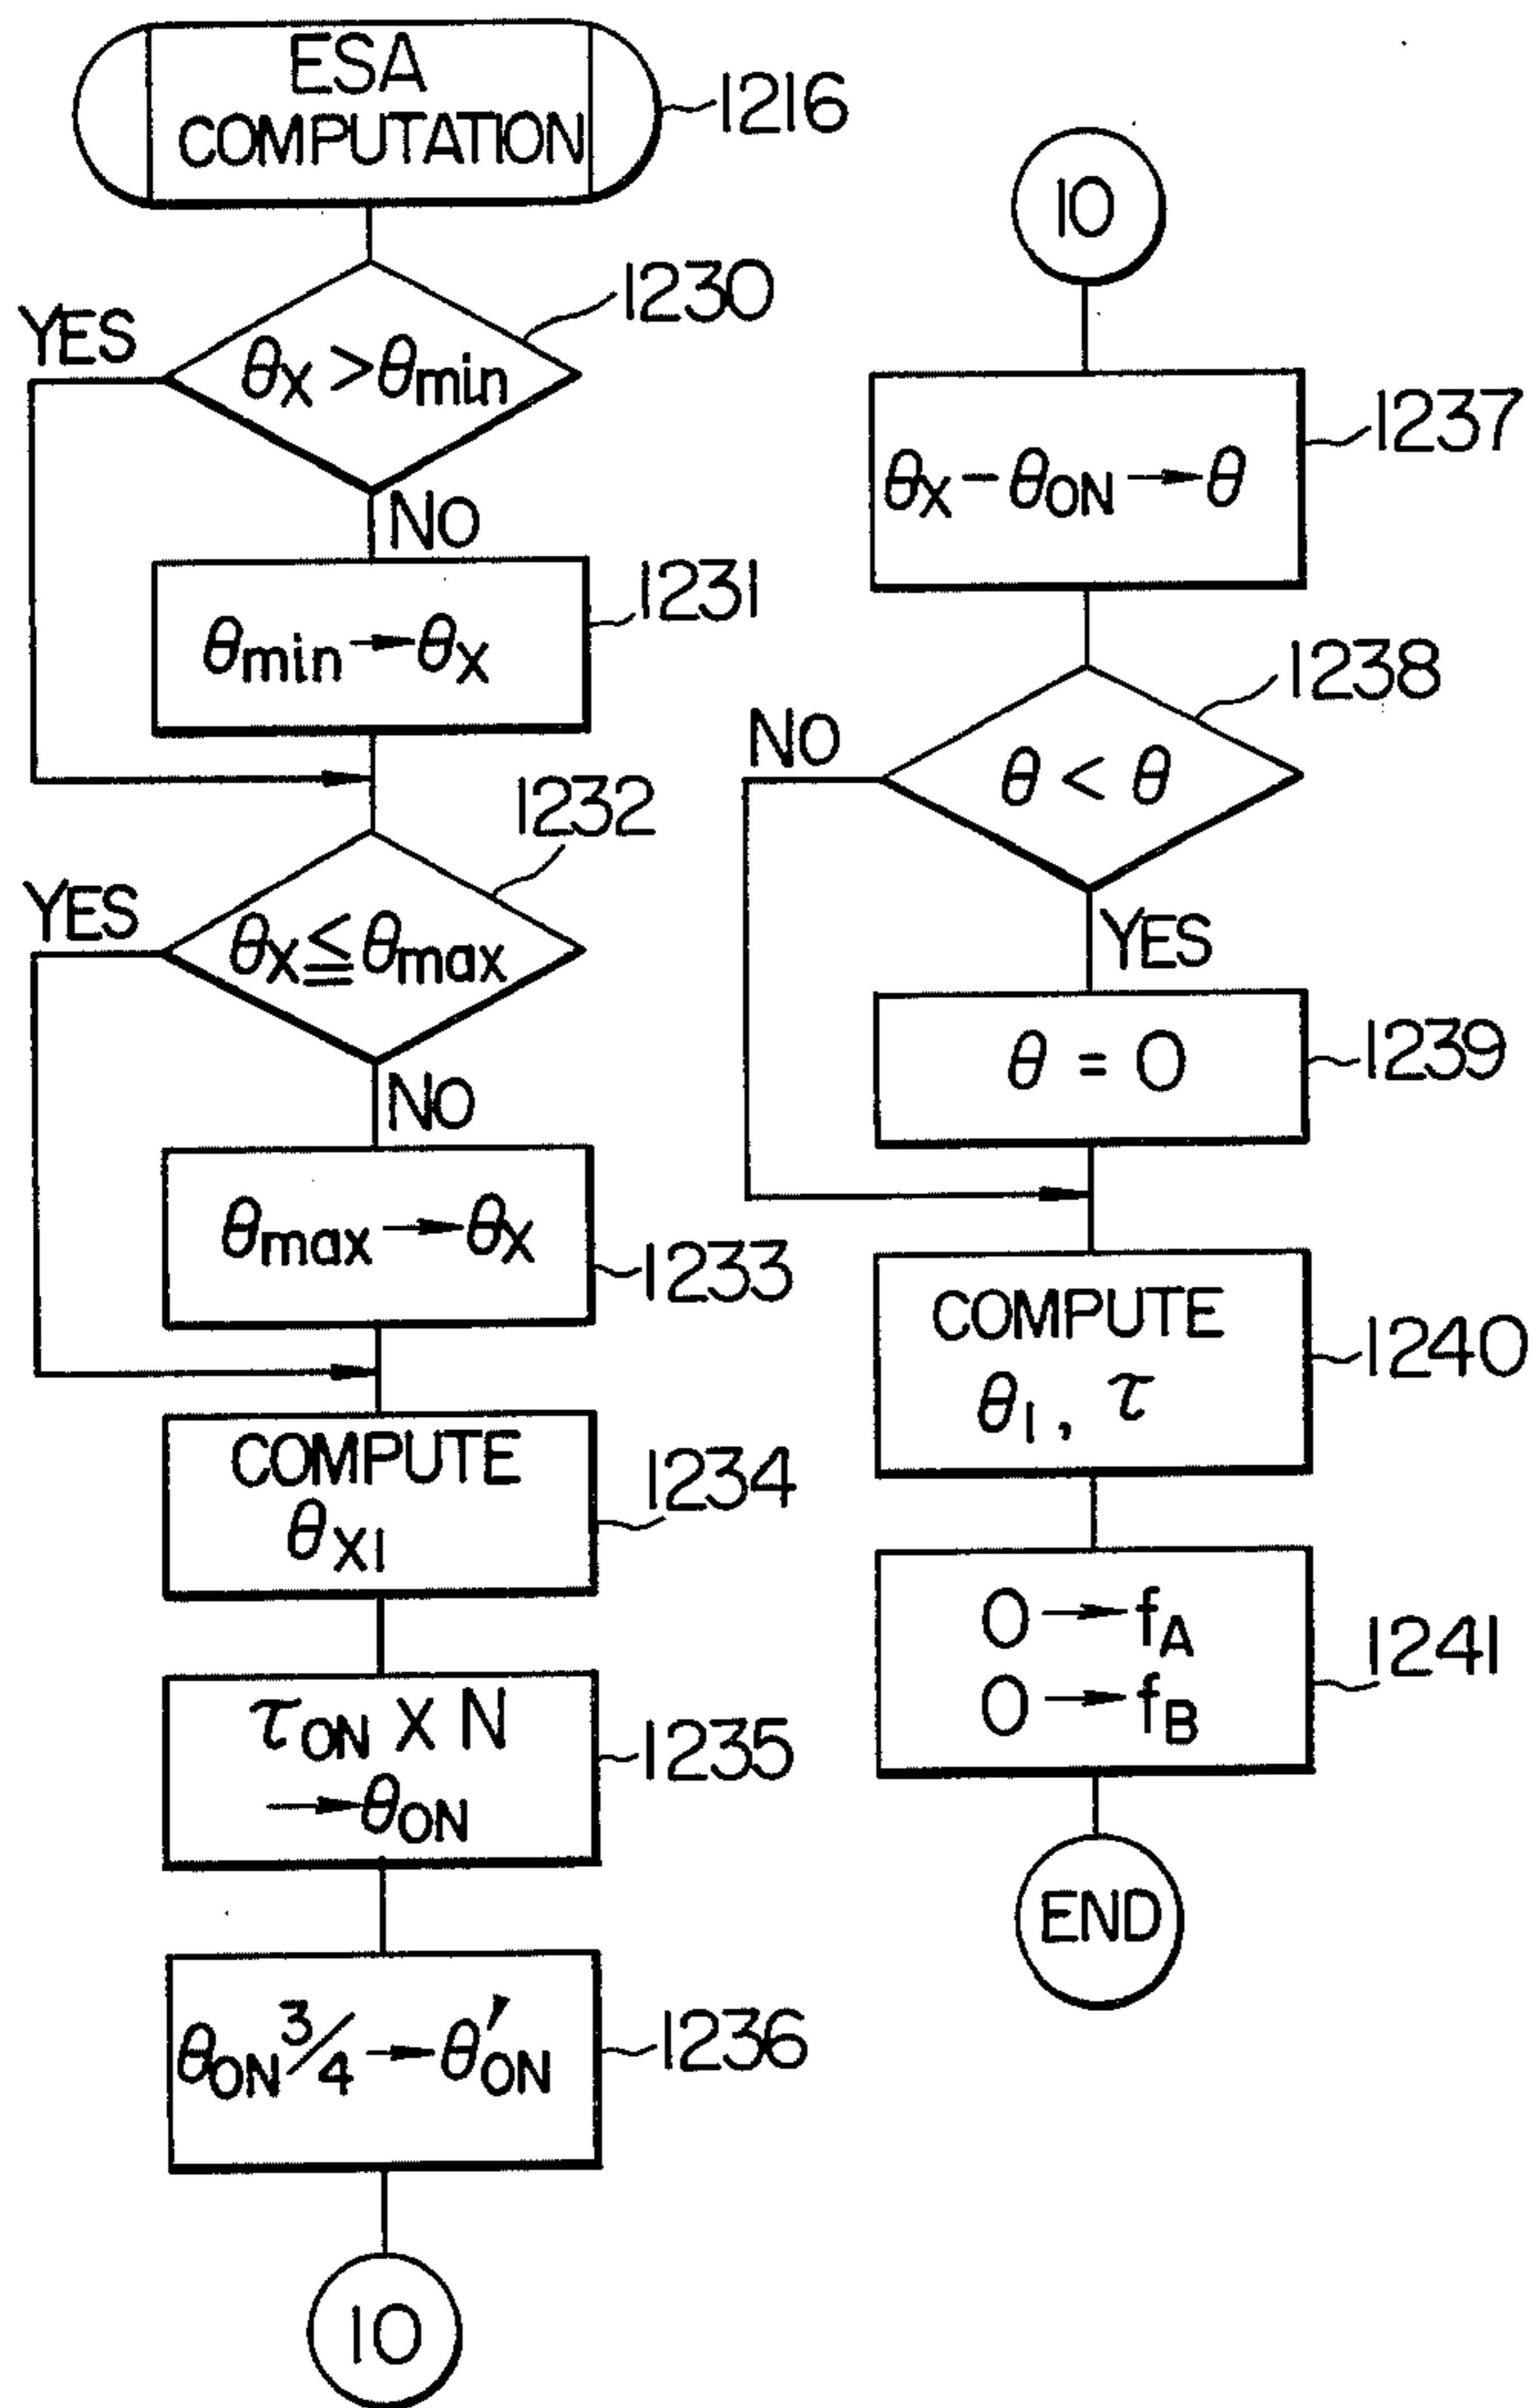 ESA
COMPUTATION
1216
1230
YES
θX > θmin
NO
1231
θmin → θX
1232
YES
θX ≦ θmax
NO
θmax → θX
1233
COMPUTE
θX1
1234
τON X N
→ θON
1235
θON 3/4 → θ'ON
1236
10
10
1237
θX − θON → θ
1238
NO
θ < θ
YES
θ = 0
1239
COMPUTE
θ1, τ
1240
0 → fA
0 → fB
1241
END